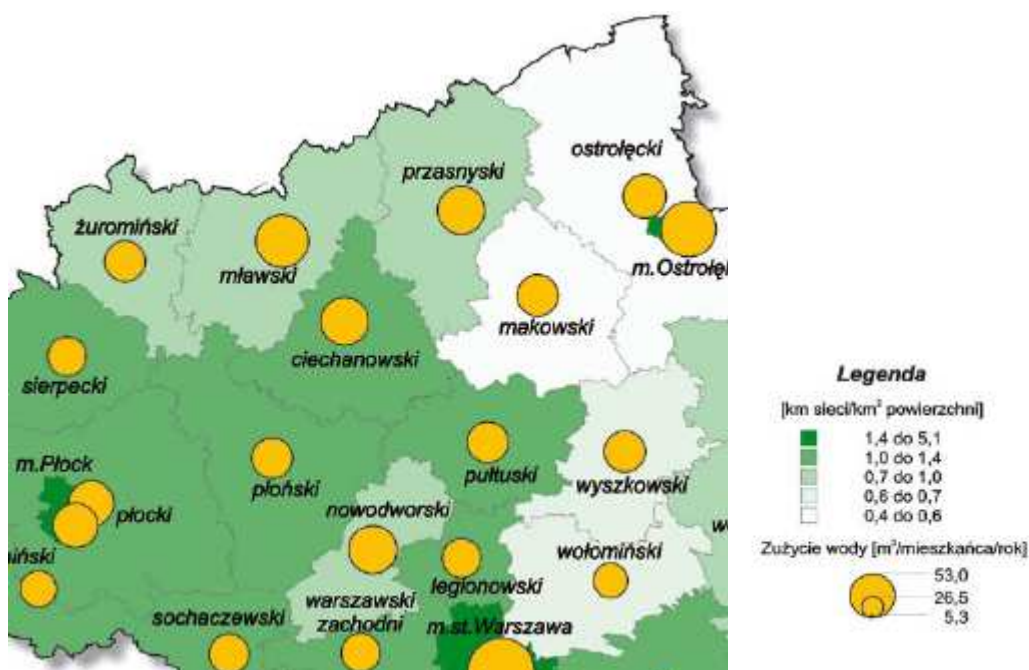 ostrołęcki
przasnyski
żuromiński
mławski
m.Ostrołę
makowski
ciechanowski
sierpecki
m.Płock
płocki
płoński
pułtuski
wyszkowski
nowodworski
wołomiński
iński
legionowski
warszawski
zachodni
sochaczewski
m.st.Warszawa
Legenda
[km sieci/km² powierzchni]
1,4 do 5,1
1,0 do 1,4
0,7 do 1,0
0,6 do 0,7
0,4 do 0,6
Zużycie wody [m³/mieszkańca/rok]
53,0
26,5
5,3